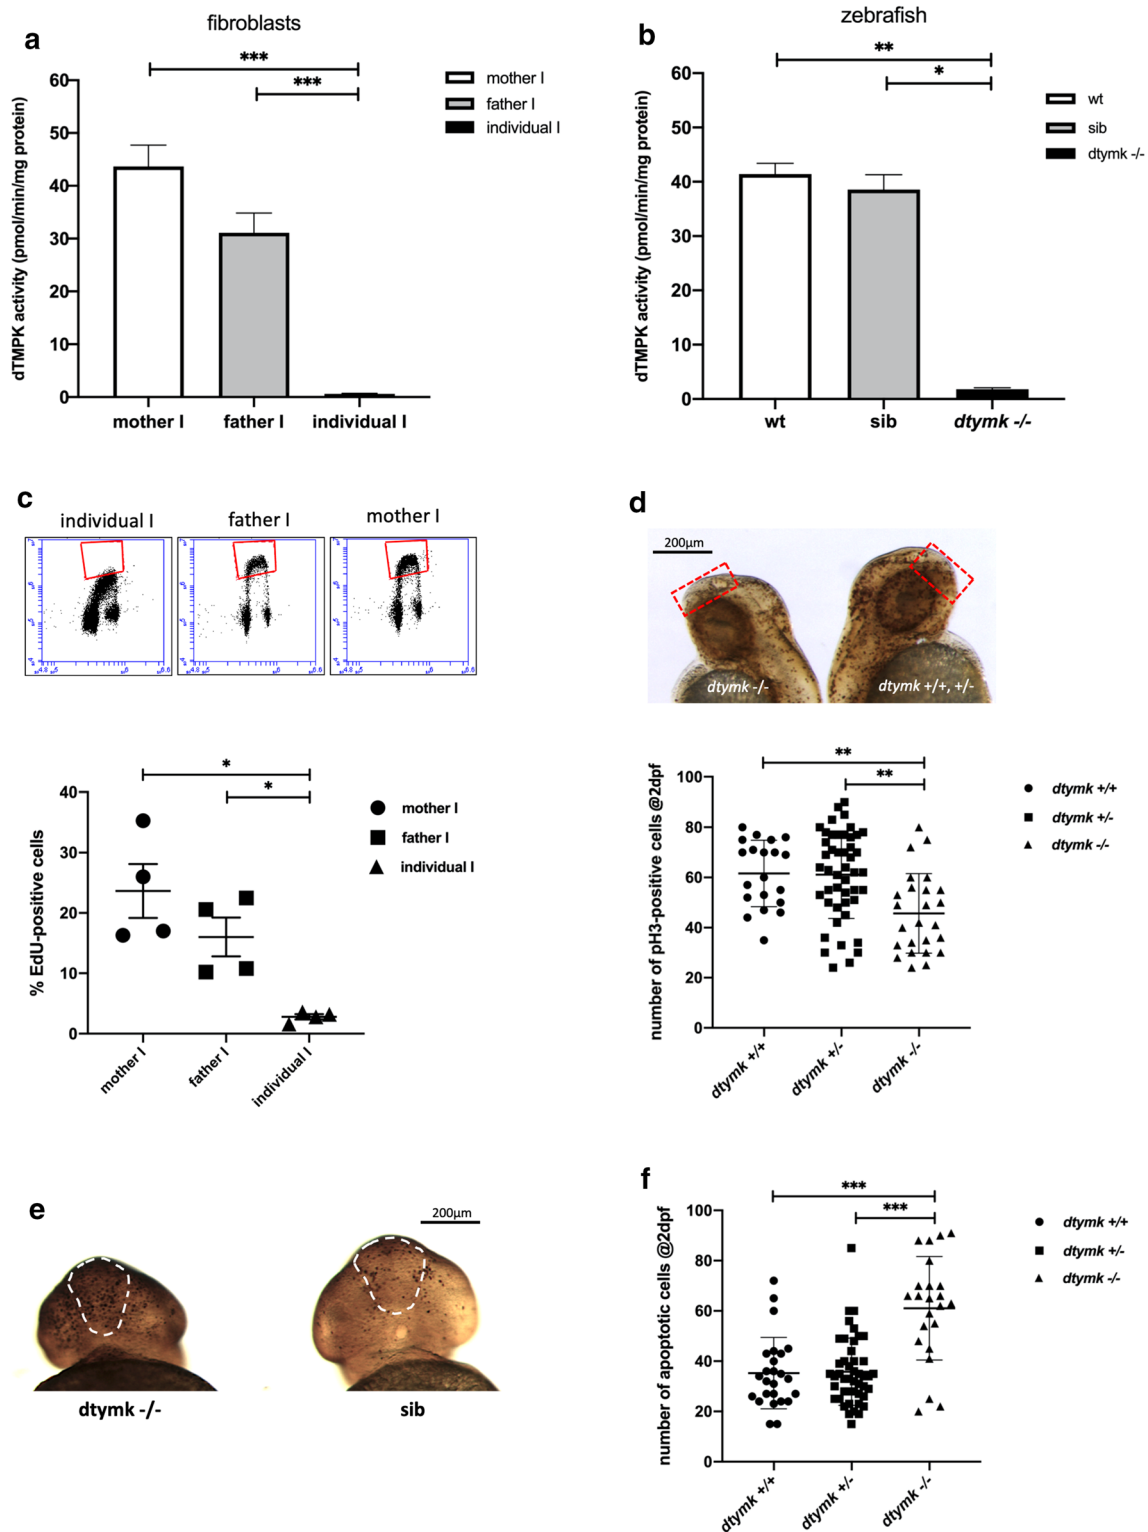 a
fibroblasts
***
***
dTMPK activity (pmol/min/mg protein)
60
50
40
30
20
10
0
mother I
father I
individual I
mother I
father I
individual I
b
zebrafish
**
*
dTMPK activity (pmol/min/mg protein)
60
50
40
30
20
10
0
wt
sib
dtymk -/-
wt
sib
dtymk -/-
c
individual I
father I
mother I
*
*
% EdU-positive cells
40
30
20
10
0
mother I
father I
individual I
mother I
father I
individual I
d
200µm
dtymk -/-
dtymk +/+, +/-
**
**
number of pH3-positive cells @2dpf
100
80
60
40
20
0
dtymk +/+
dtymk +/-
dtymk -/-
dtymk +/+
dtymk +/-
dtymk -/-
e
200µm
dtymk -/-
sib
f
***
***
number of apoptotic cells @2dpf
100
80
60
40
20
0
dtymk +/+
dtymk +/-
dtymk -/-
dtymk +/+
dtymk +/-
dtymk -/-